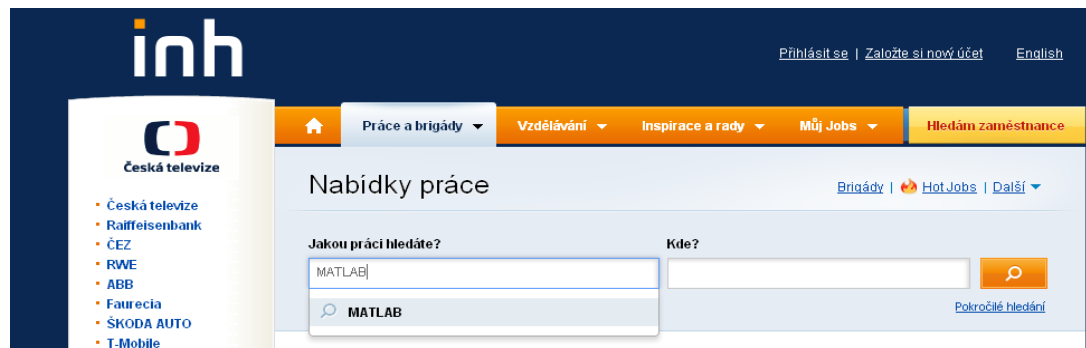 inh
Přihlásit se | Založte si nový účet English
Česká televize
Práce a brigády Vzdělávání Inspirace a rady Můj Jobs Hledám zaměstnance
Nabídky práce
Brigády | Hot Jobs | Další
Jakou práci hledáte? Kde?
MATLAB
MATLAB
Pokročilé hledání
Česká televize
Raiffeisenbank
ČEZ
RWE
ABB
Faurecia
ŠKODA AUTO
T-Mobile